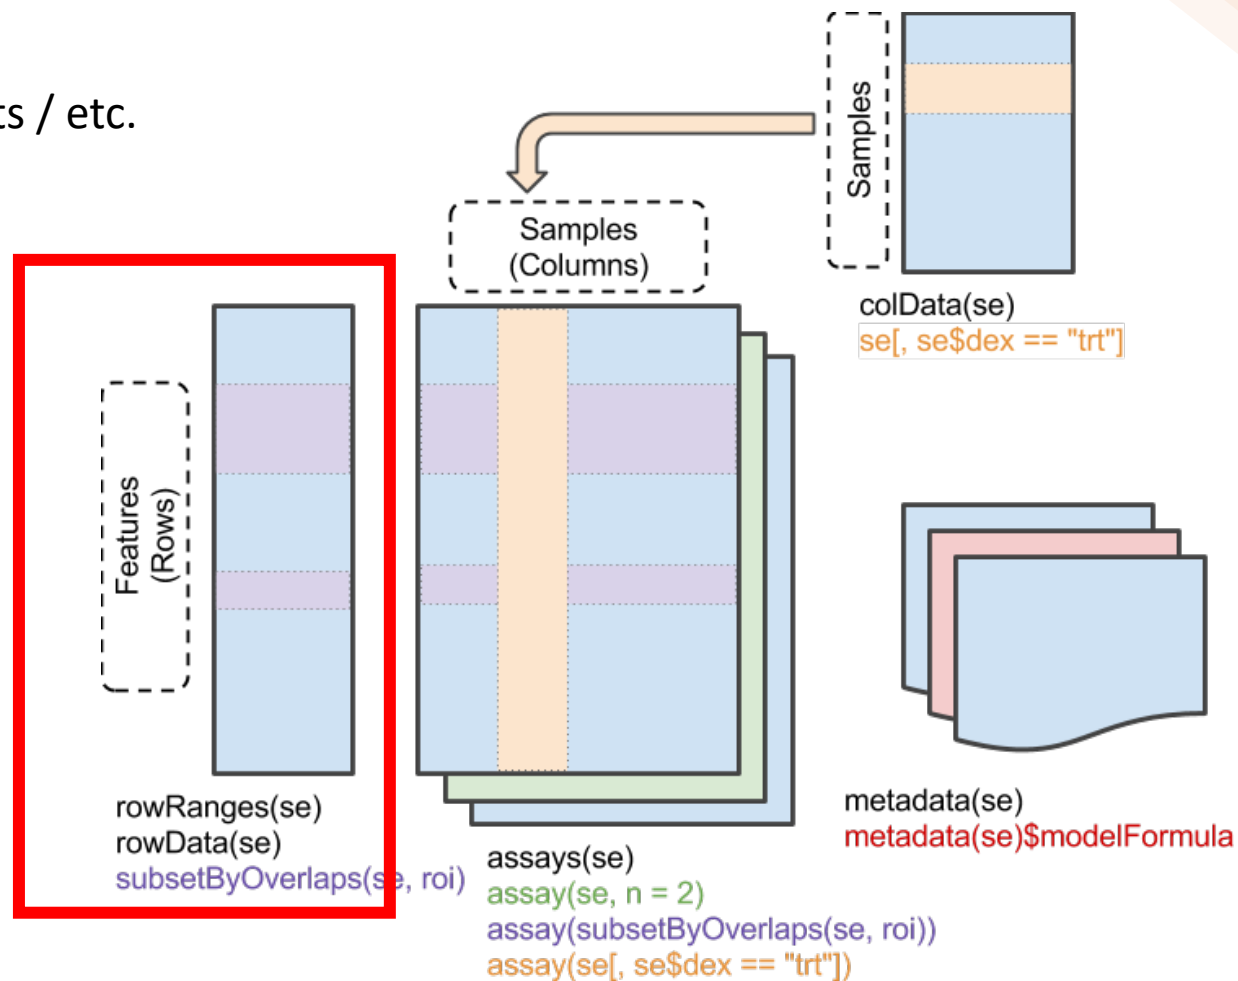 ts / etc.
Samples
Samples
(Columns)
colData(se)
se[, se$dex == "trt"]
Features
(Rows)
rowRanges(se)
rowData(se)
subsetByOverlaps(se, roi)
assays(se)
assay(se, n = 2)
assay(subsetByOverlaps(se, roi))
assay(se[, se$dex == "trt"])
metadata(se)
metadata(se)$modelFormula